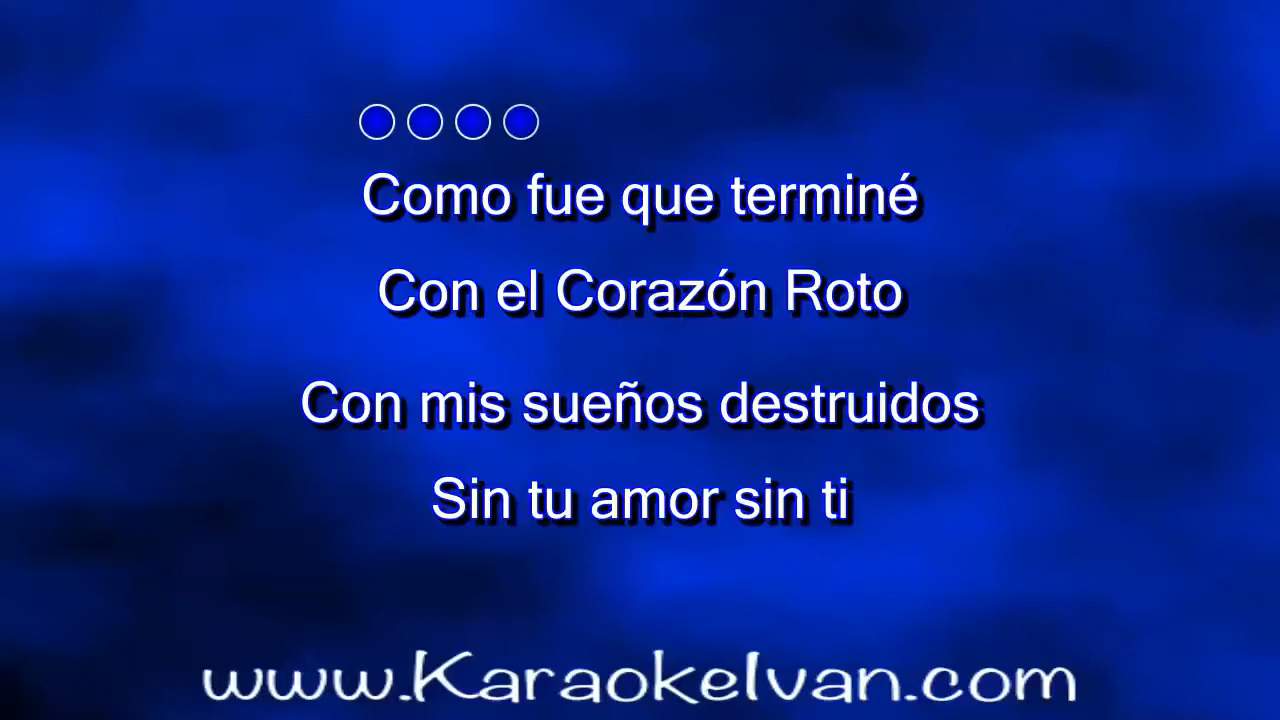 Como fue que terminé
Con el Corazón Roto
Con mis sueños destruidos
Sin tu amor sin ti
www.KaraokeIvan.com